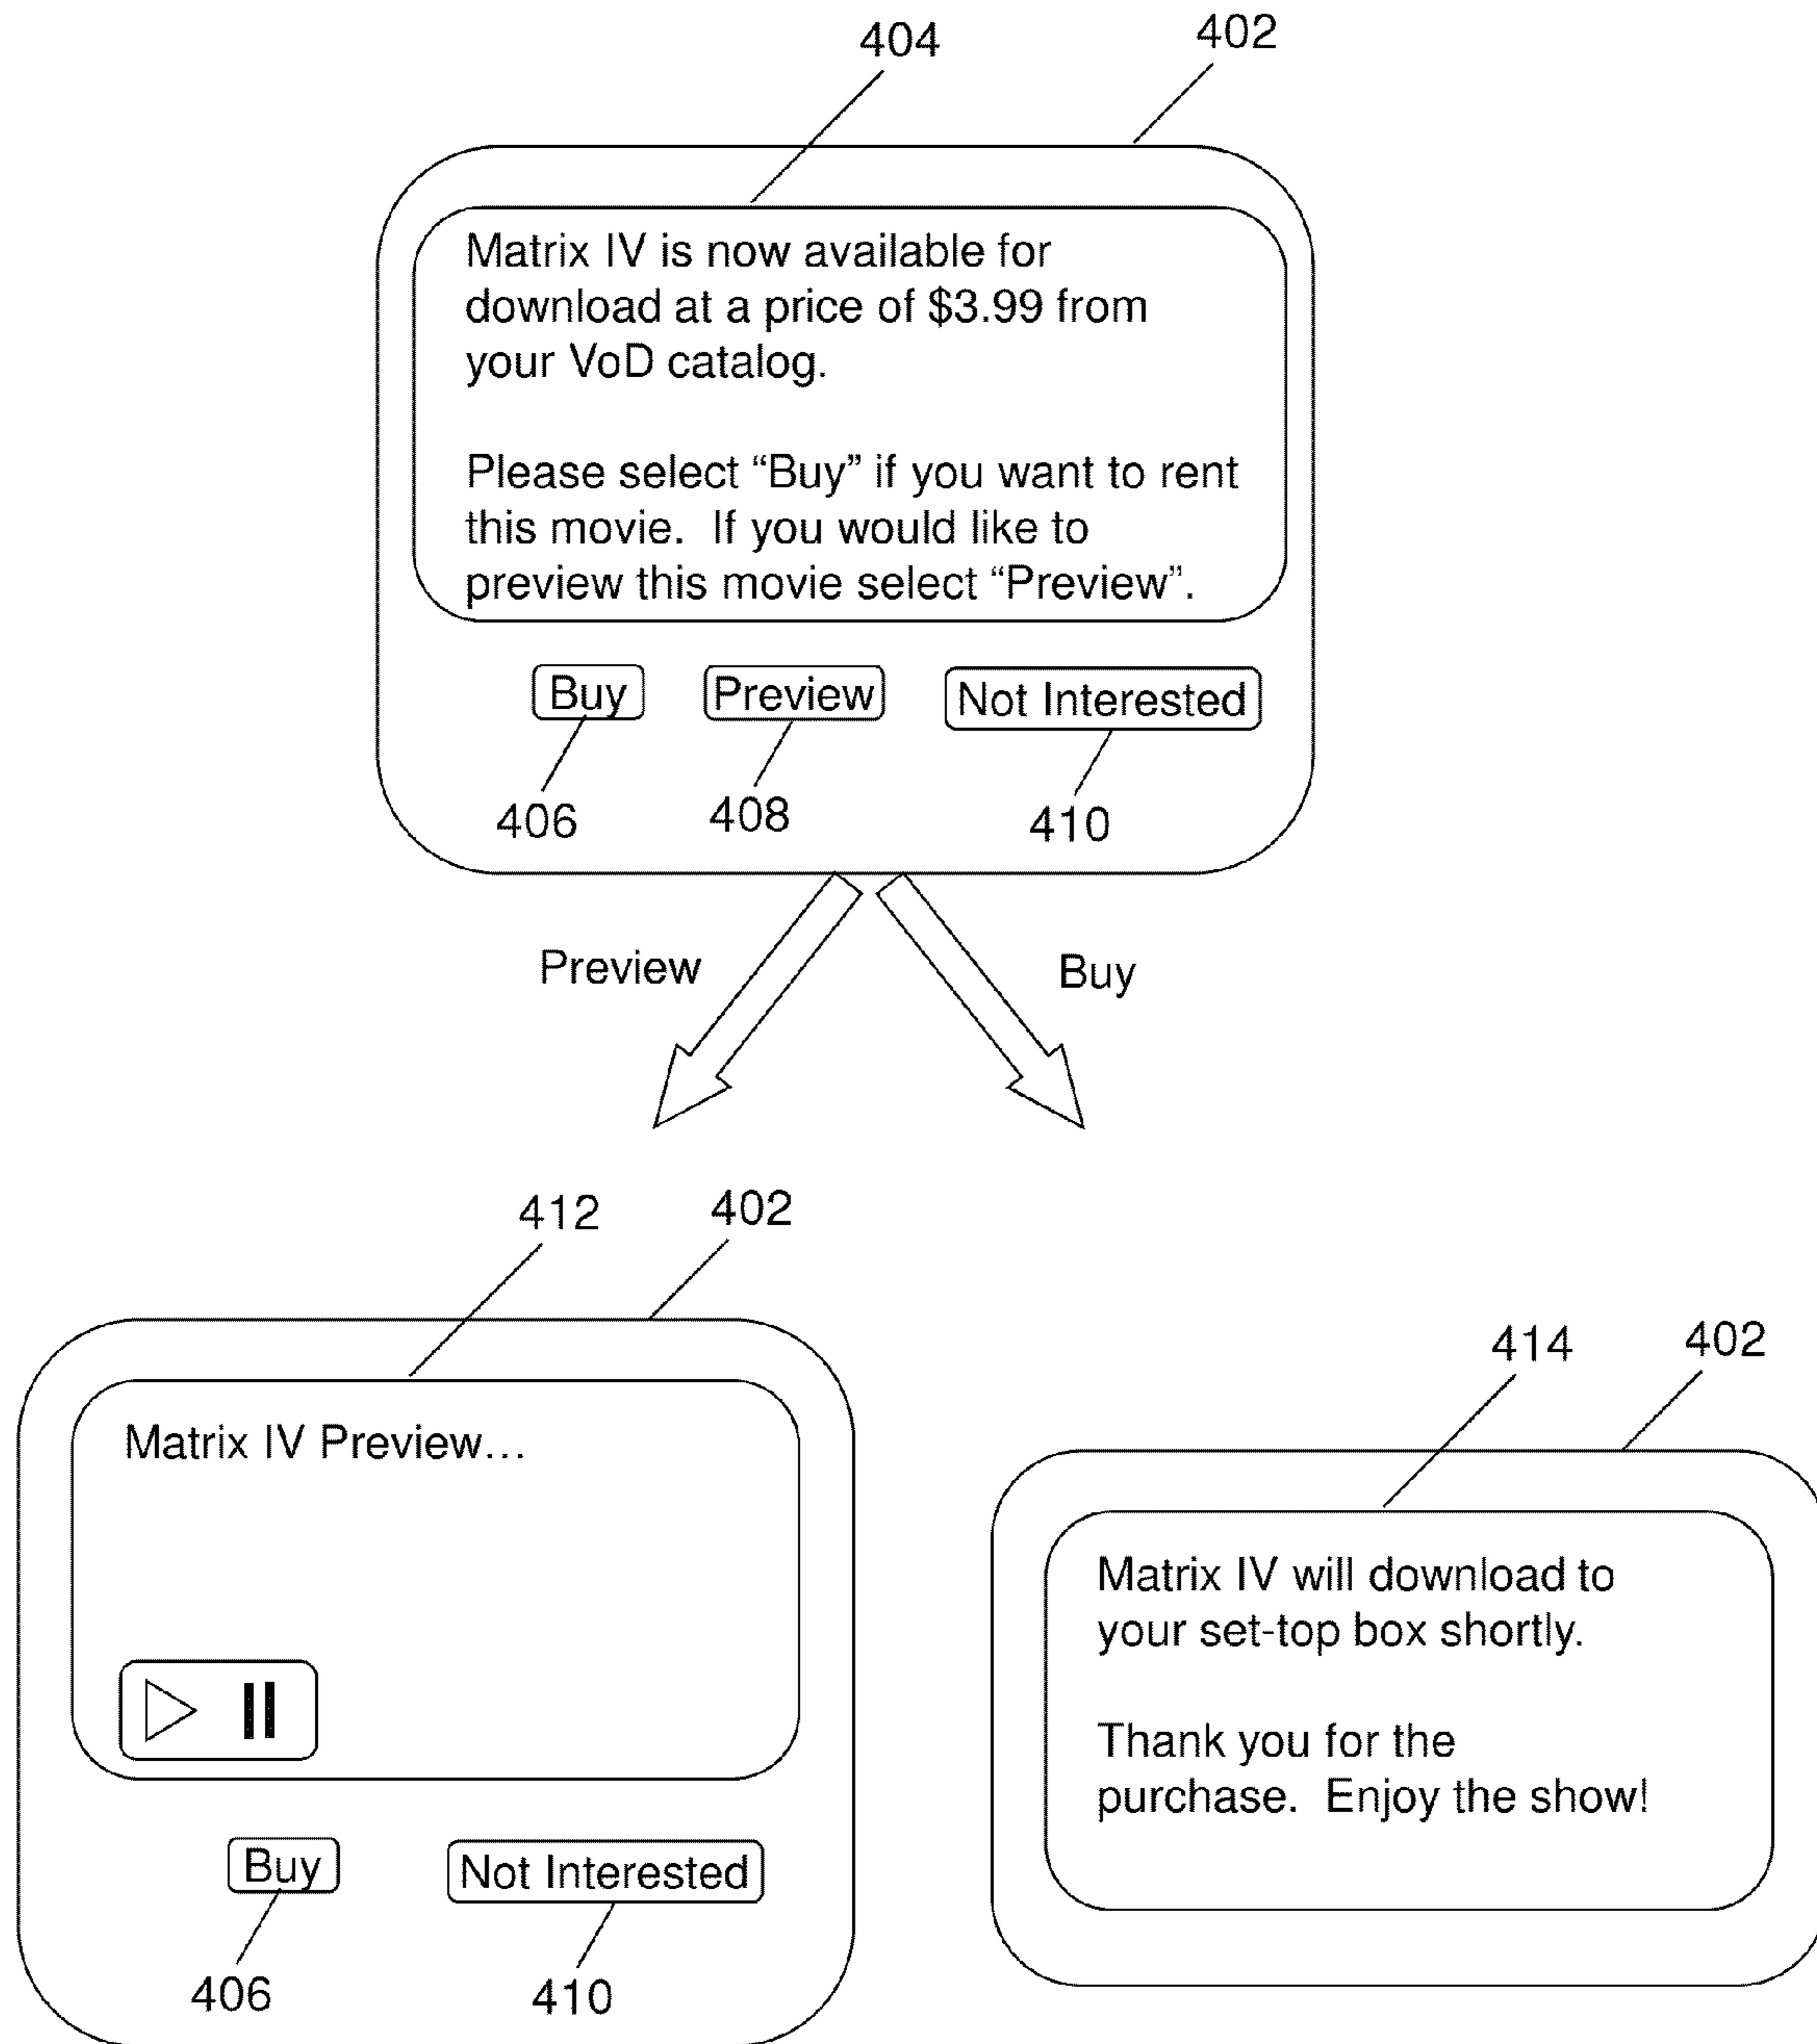 404
402
Matrix IV is now available for
download at a price of $3.99 from
your VoD catalog.
Please select “Buy” if you want to rent
this movie. If you would like to
preview this movie select “Preview”.
Buy
Preview
Not Interested
406
408
410
Preview
Buy
412
402
Matrix IV Preview...
Buy
Not Interested
406
410
414
402
Matrix IV will download to
your set-top box shortly.
Thank you for the
purchase. Enjoy the show!